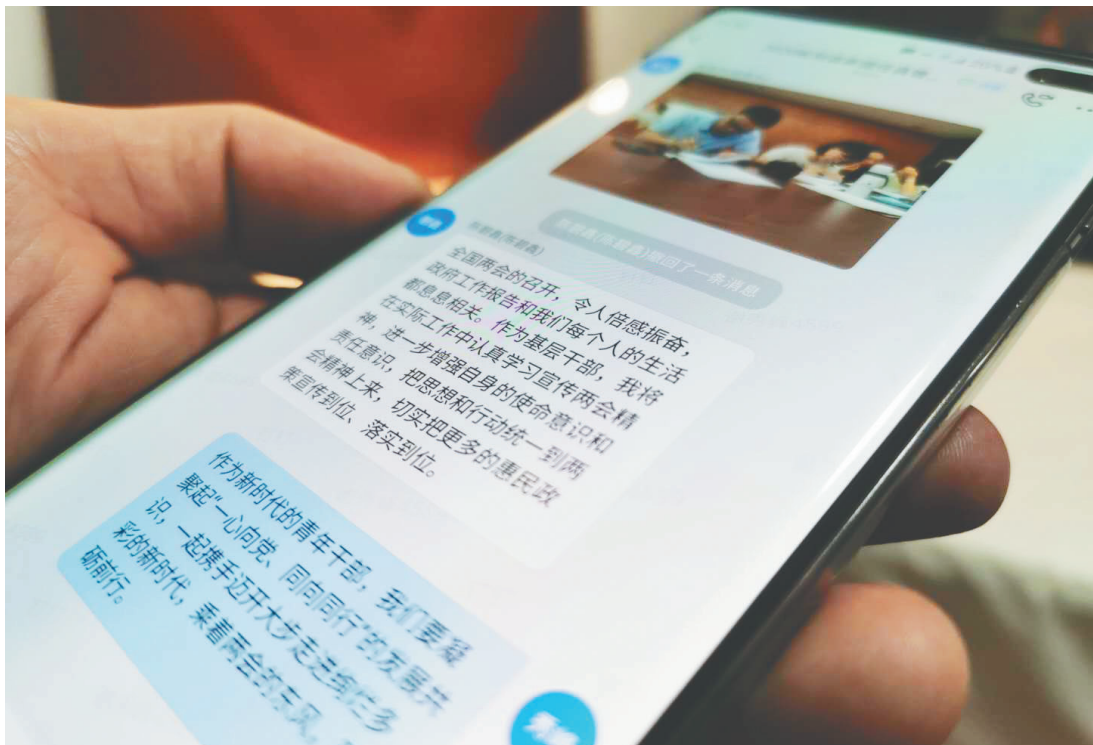 撤回了一条消息
全国两会的召开，令人倍感振奋，
政府工作报告和我们每个人的生活
都息息相关。作为基层干部，我将
在实际工作中认真学习宣传两会精
神，进一步增强自身的使命意识和
责任意识，把思想和行动统一到两
会精神上来，切实把更多的惠民政
策宣传到位、落实到位。
作为新时代的青年干部，我们要凝
聚起“一心向党、同向同行”的发展共
识，一起携手迈开大步走进绚烂多
彩的新时代，乘着两会的东风，
砺前行。